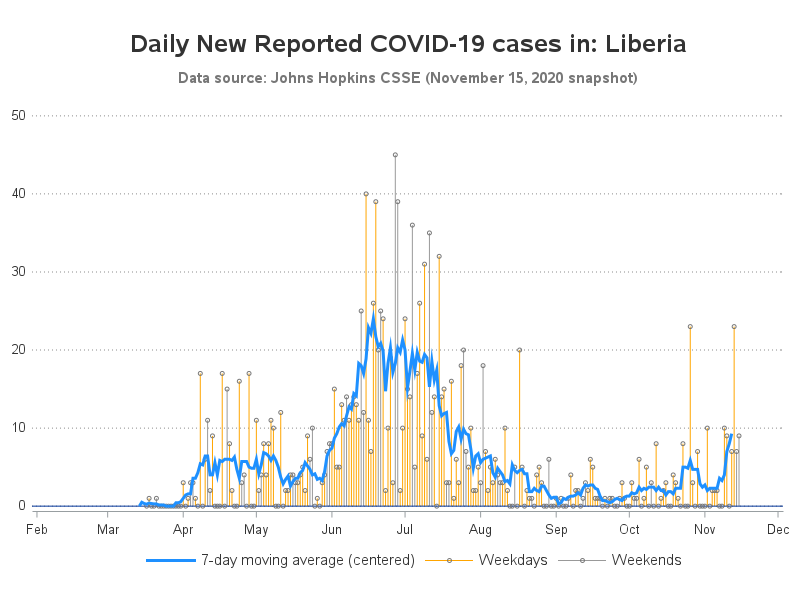 Daily New Reported COVID-19 cases in: Liberia
Data source: Johns Hopkins CSSE (November 15, 2020 snapshot)
50
40
30
20
10
0
Feb Mar Apr May Jun Jul Aug Sep Oct Nov Dec
7-day moving average (centered) Weekdays Weekends